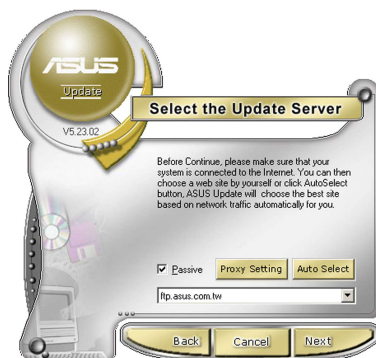 ASUS
Update
V5.23.02
Select the Update Server
Before Continue, please make sure that your
system is connected to the Internet. You can then
choose a web site by yourself or click AutoSelect
button, ASUS Update will choose the best site
based on network traffic automatically for you.
Passive
Proxy Setting
Auto Select
ftp.asus.com.tw
Back
Cancel
Next